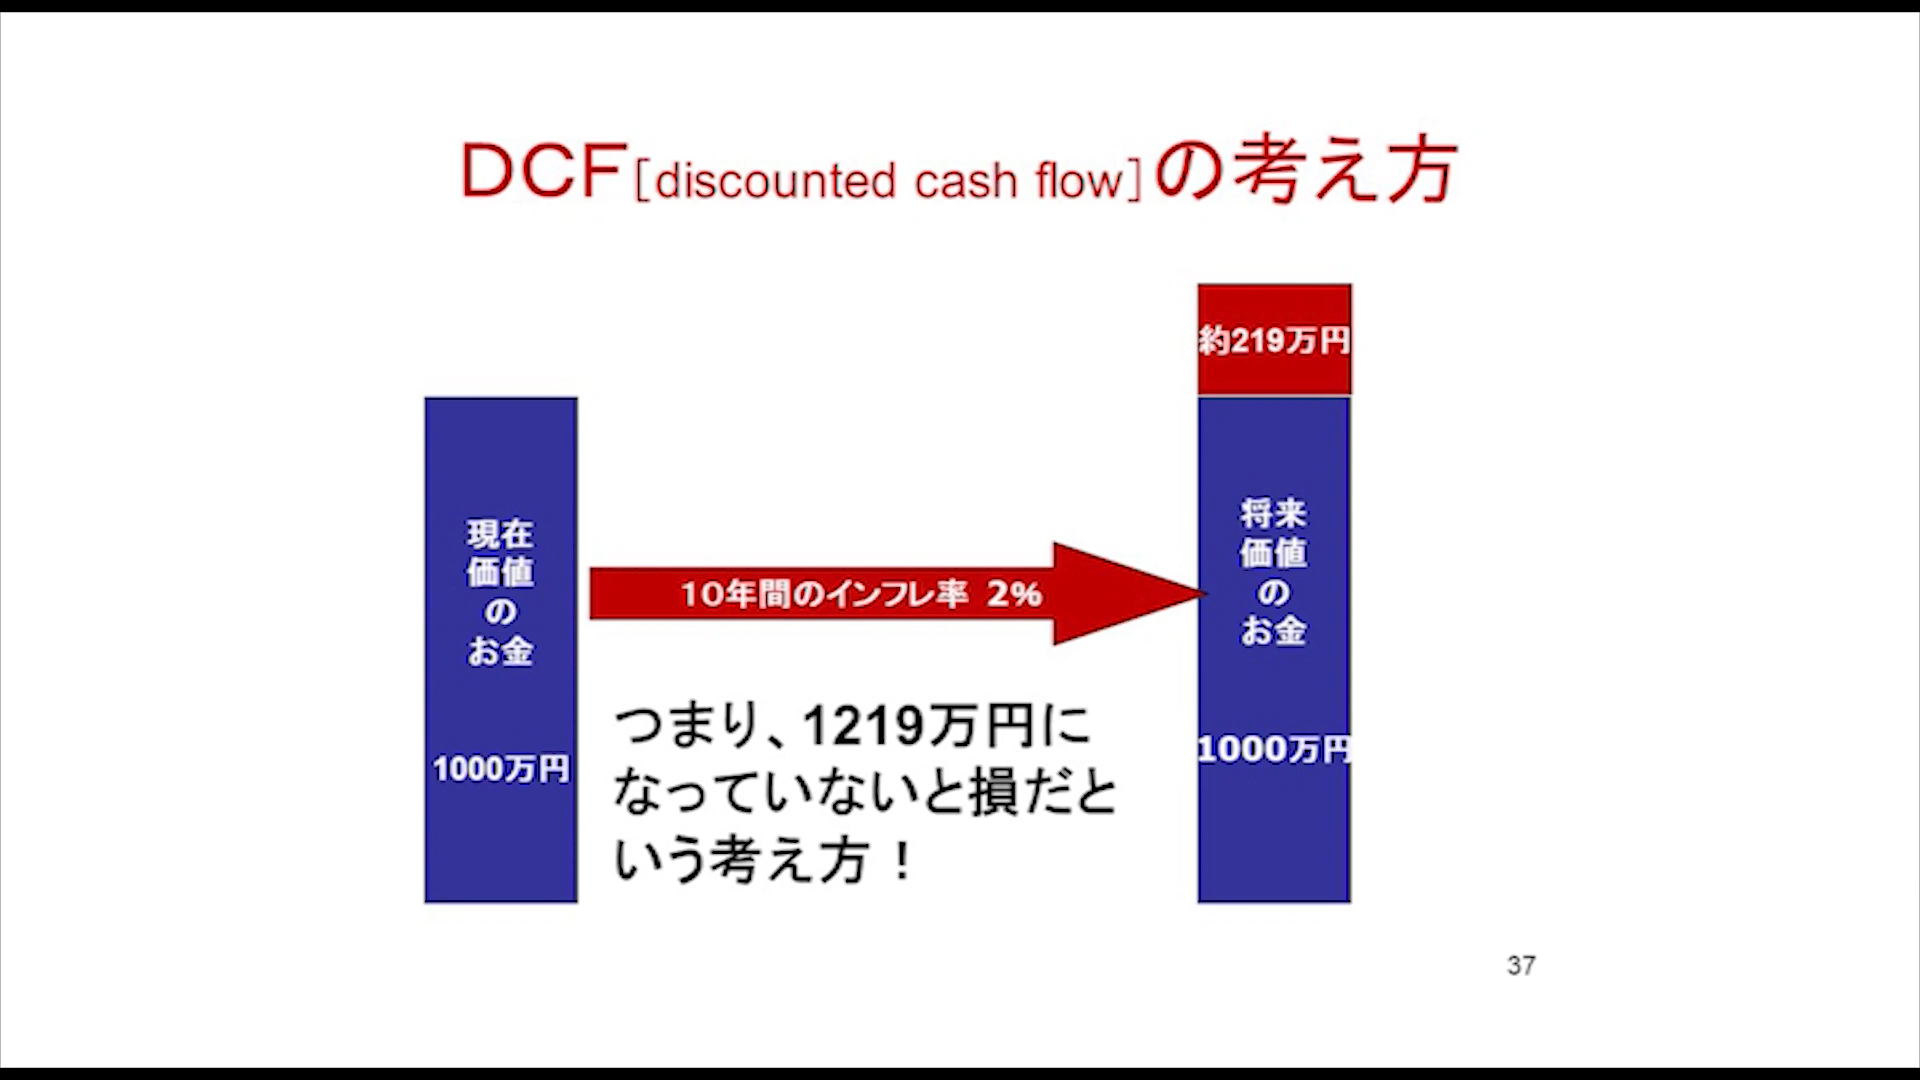 DCF[discounted cash flow]の考え方
約219万円
現在
価値
の
お金
1000万円
10年間のインフレ率 2%
将来
価値
の
お金
1000万円
つまり、1219万円に
なっていないと損だと
いう考え方！
37